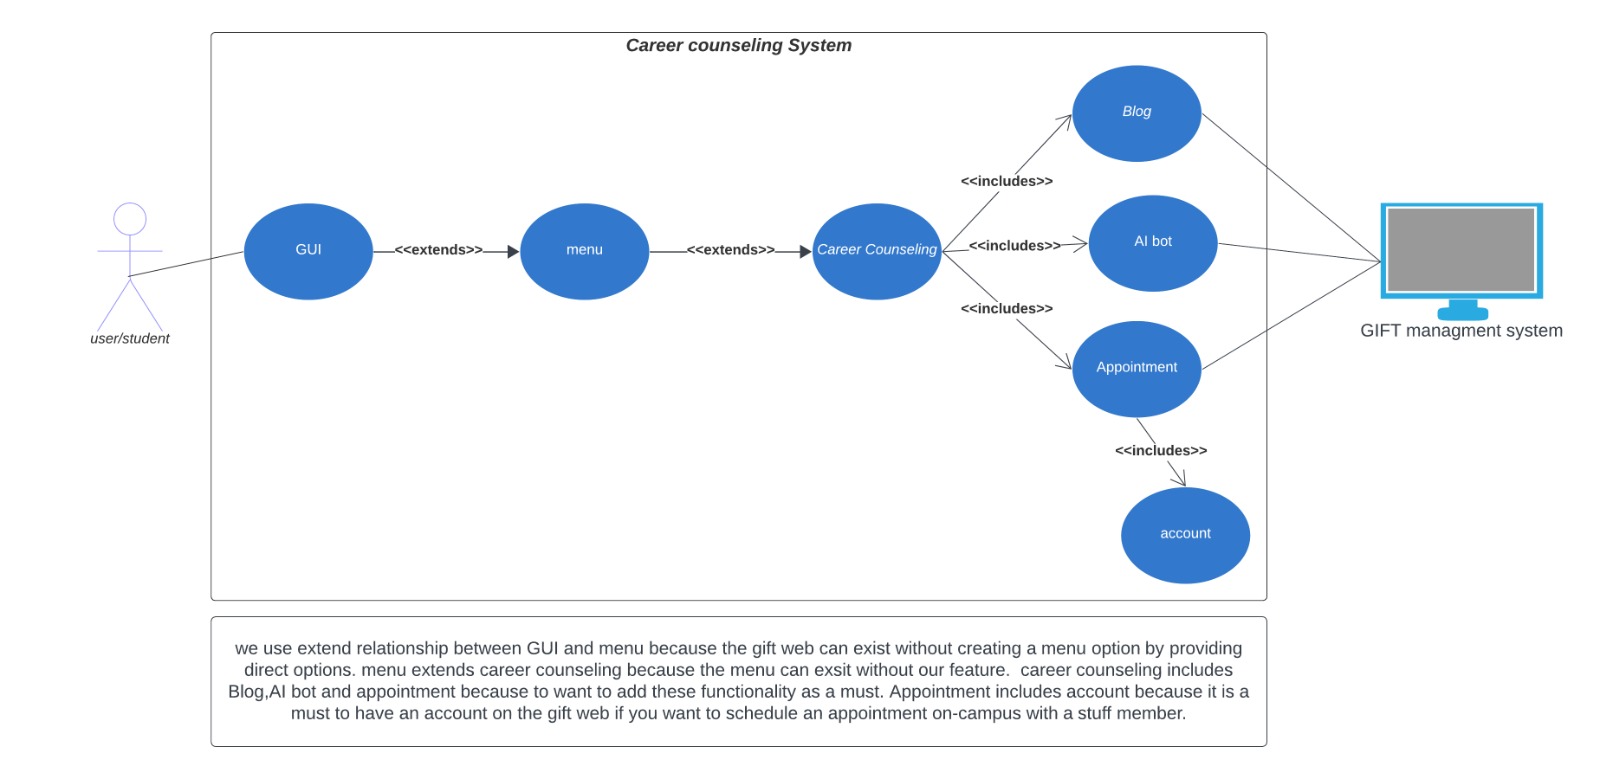 Career counseling System
Blog
<<includes>>
GUI
<<extends>>
menu
<<extends>>
Career Counseling
<<includes>>
AI bot
<<includes>>
Appointment
GIFT managment system
user/student
<<includes>>
account
we use extend relationship between GUI and menu because the gift web can exist without creating a menu option by providing
direct options. menu extends career counseling because the menu can exsit without our feature.  career counseling includes
Blog,AI bot and appointment because to want to add these functionality as a must. Appointment includes account because it is a
must to have an account on the gift web if you want to schedule an appointment on-campus with a stuff member.